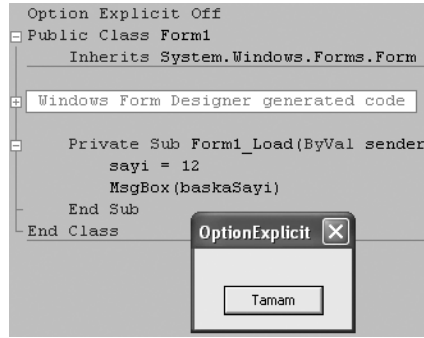 Option Explicit Off
Public Class Form1
Inherits System.Windows.Forms.Form
Windows Form Designer generated code
Private Sub Form1_Load(ByVal sender
sayi = 12
MsgBox(baskaSayi)
End Sub
End Class
OptionExplicit
Tamam